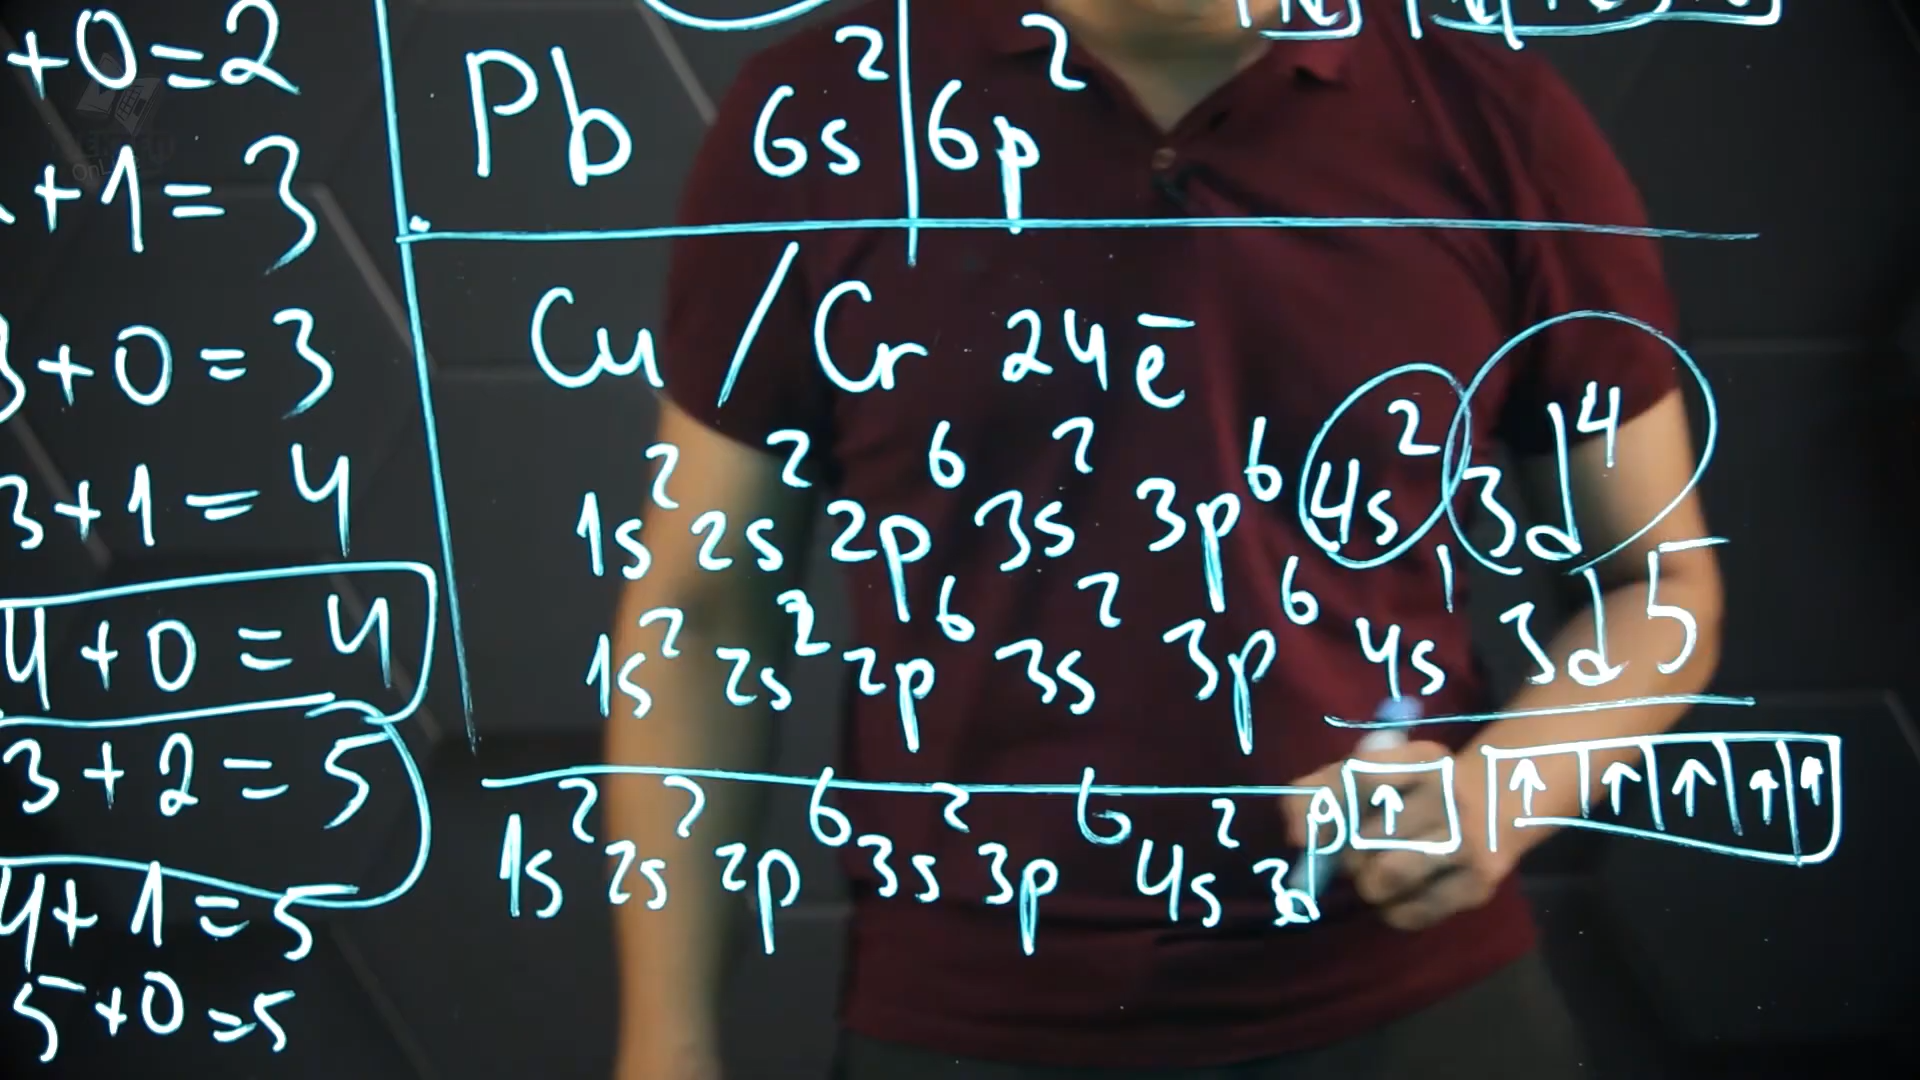 +0=2
+1=3
3+0=3
3+1=4
4+0=4
3+2=5
4+1=5
5+0=5
Pb 6s² 6p²
Cu / Cr 24ē
1s² 2s² 2p⁶ 3s² 3p⁶ 4s² 3d⁴
1s² 2s² 2p⁶ 3s² 3p⁶ 4s¹ 3d⁵
↑ ↑ ↑ ↑ ↑ ↑
1s² 2s² 2p⁶ 3s² 3p⁶ 4s² 3d